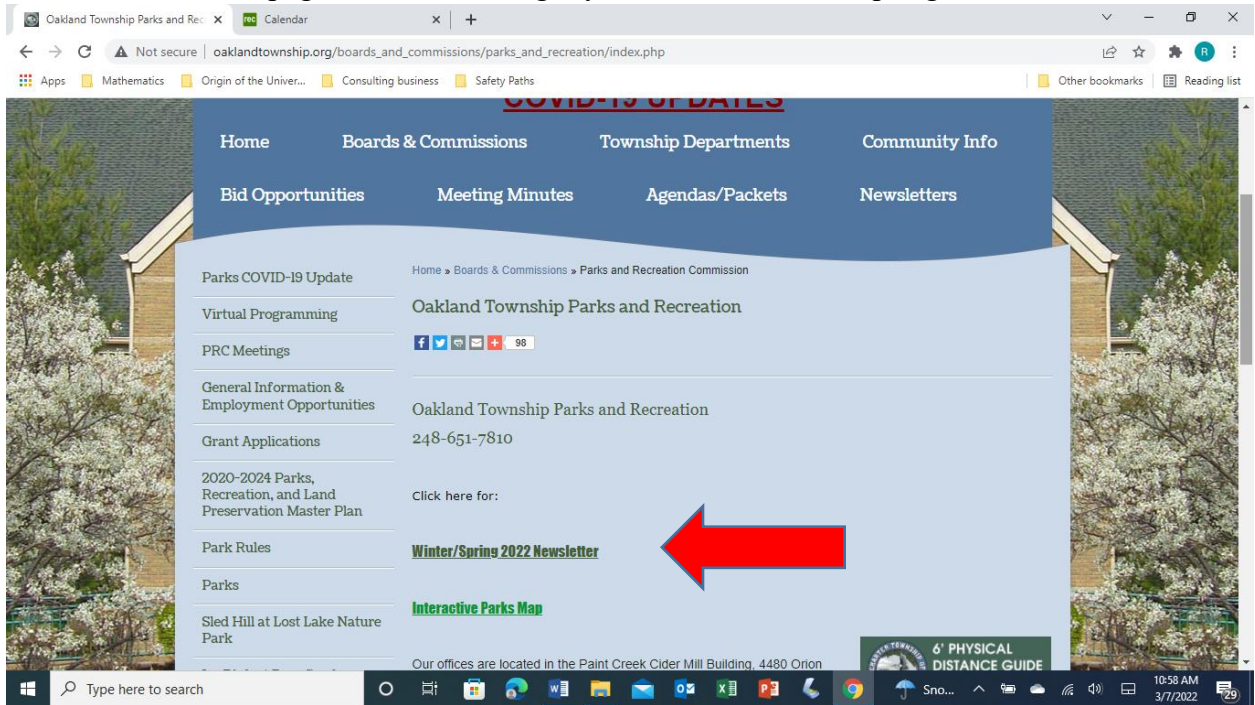 Oakland Township Parks and Rec
Calendar
Not secure | oaklandtownship.org/boards_and_commissions/parks_and_recreation/index.php
R
Apps
Mathematics
Origin of the Univer...
Consulting business
Safety Paths
Other bookmarks
Reading list
COVID-19 UPDATES
Home
Boards & Commissions
Township Departments
Community Info
Bid Opportunities
Meeting Minutes
Agendas/Packets
Newsletters
Parks COVID-19 Update
Virtual Programming
PRC Meetings
General Information &
Employment Opportunities
Grant Applications
2020-2024 Parks,
Recreation, and Land
Preservation Master Plan
Park Rules
Parks
Sled Hill at Lost Lake Nature
Park
Home » Boards & Commissions » Parks and Recreation Commission
Oakland Township Parks and Recreation
98
Oakland Township Parks and Recreation
248-651-7810
Click here for:
Winter/Spring 2022 Newsletter
Interactive Parks Map
Our offices are located in the Paint Creek Cider Mill Building, 4480 Orion
6' PHYSICAL
DISTANCE GUIDE
Type here to search
Sno...
10:58 AM
3/7/2022
29